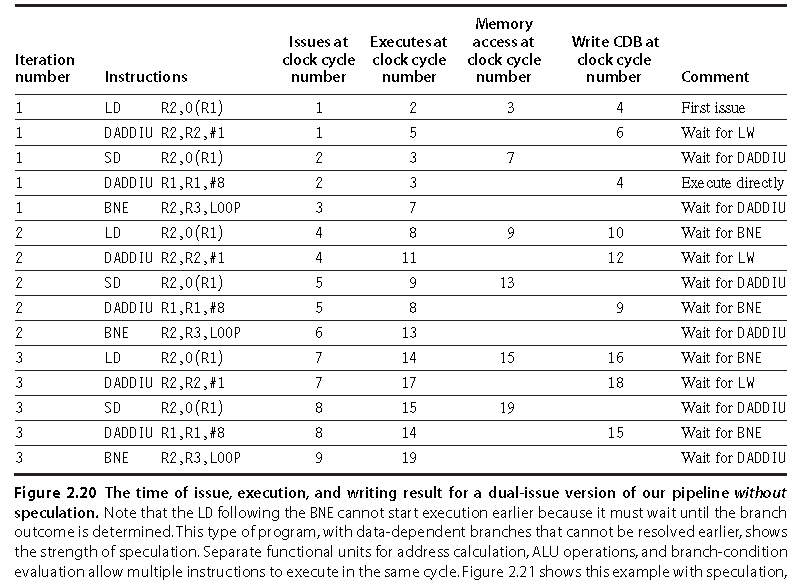 Iteration number Instructions Issues at clock cycle number Executes at clock cycle number Memory access at clock cycle number Write CDB at clock cycle number Comment
1 LD R2,0(R1) 1 2 3 4 First issue
1 DADDIU R2,R2,#1 1 5 6 Wait for LW
1 SD R2,0(R1) 2 3 7 Wait for DADDIU
1 DADDIU R1,R1,#8 2 3 4 Execute directly
1 BNE R2,R3,LOOP 3 7 Wait for DADDIU
2 LD R2,0(R1) 4 8 9 10 Wait for BNE
2 DADDIU R2,R2,#1 4 11 12 Wait for LW
2 SD R2,0(R1) 5 9 13 Wait for DADDIU
2 DADDIU R1,R1,#8 5 8 9 Wait for BNE
2 BNE R2,R3,LOOP 6 13 Wait for DADDIU
3 LD R2,0(R1) 7 14 15 16 Wait for BNE
3 DADDIU R2,R2,#1 7 17 18 Wait for LW
3 SD R2,0(R1) 8 15 19 Wait for DADDIU
3 DADDIU R1,R1,#8 8 14 15 Wait for BNE
3 BNE R2,R3,LOOP 9 19 Wait for DADDIU
Figure 2.20 The time of issue, execution, and writing result for a dual-issue version of our pipeline without
speculation. Note that the LD following the BNE cannot start execution earlier because it must wait until the branch
outcome is determined. This type of program, with data-dependent branches that cannot be resolved earlier, shows
the strength of speculation. Separate functional units for address calculation, ALU operations, and branch-condition
evaluation allow multiple instructions to execute in the same cycle. Figure 2.21 shows this example with speculation,